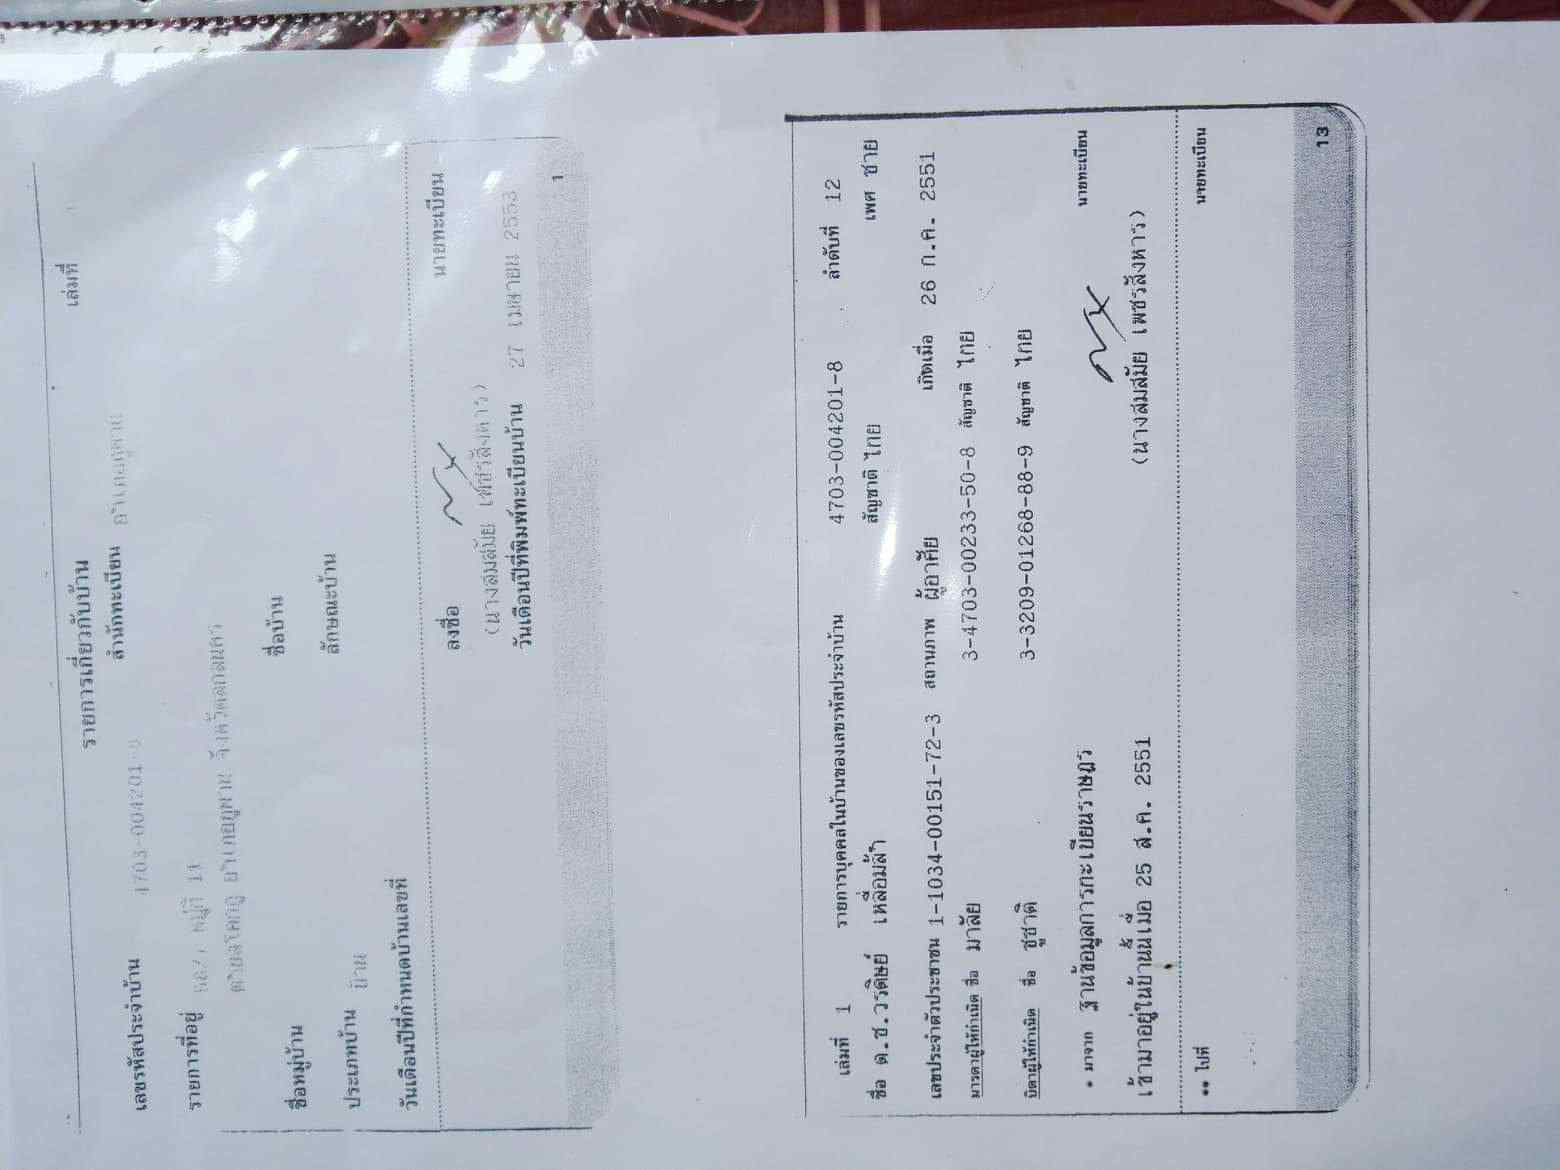 รายการเกี่ยวกับบ้าน เล่มที่
เลขรหัสประจำบ้าน 4703-004201-8 สำนักทะเบียน อำเภอภูพาน
รายการที่อยู่ หมู่ที่ 11
อำเภอภูพาน จังหวัดสกลนคร
ชื่อหมู่บ้าน ชื่อบ้าน
ประเภทบ้าน บ้าน ลักษณะบ้าน
วันเดือนปีที่กำหนดบ้านเลขที่
ลงชื่อ นายทะเบียน
(นางสมสมัย เพชรสังหาร)
วันเดือนปีที่พิมพ์ทะเบียนบ้าน 27 เมษายน 2553
1
เล่มที่ 1 รายการบุคคลในบ้านของเลขรหัสประจำบ้าน 4703-004201-8 ลำดับที่ 12
ชื่อ ด.ช.วรดิษย์ เหลื่อมล้ำ สัญชาติ ไทย เพศ ชาย
เลขประจำตัวประชาชน 1-1034-00151-72-3 สถานภาพ ผู้อาศัย เกิดเมื่อ 26 ก.ค. 2551
มารดาผู้ให้กำเนิด ชื่อ มาลัย 3-4703-00233-50-8 สัญชาติ ไทย
บิดาผู้ให้กำเนิด ชื่อ ชูชาติ 3-3209-01268-88-9 สัญชาติ ไทย
* มาจาก ฐานข้อมูลการทะเบียนราษฎร นายทะเบียน
เข้ามาอยู่ในบ้านนี้เมื่อ 25 ส.ค. 2551 (นางสมสมัย เพชรสังหาร)
** ไปที่ นายทะเบียน
13